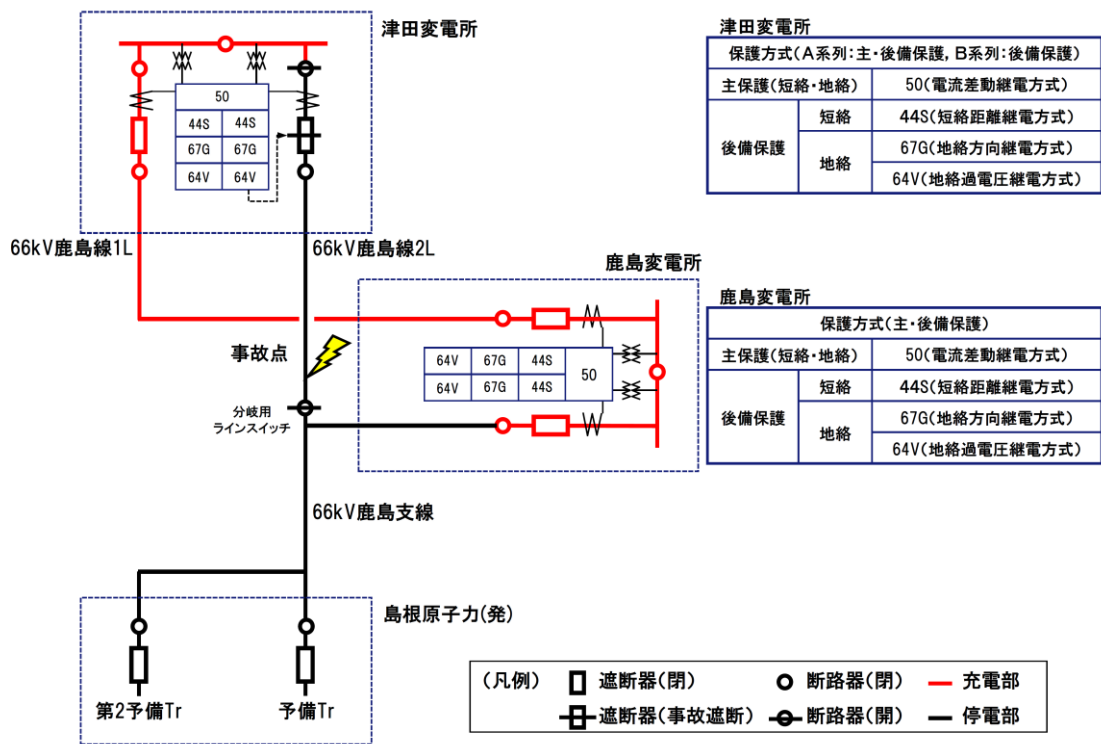 津田変電所
50
44S 44S
67G 67G
64V 64V
66kV鹿島線1L
66kV鹿島線2L
鹿島変電所
64V 67G 44S 50
64V 67G 44S
事故点
分岐用
ラインスイッチ
66kV鹿島支線
島根原子力(発)
第2予備Tr
予備Tr
津田変電所
保護方式(A系列:主・後備保護, B系列:後備保護)
主保護(短絡・地絡) 50(電流差動継電方式)
後備保護 短絡 44S(短絡距離継電方式)
地絡 67G(地絡方向継電方式)
64V(地絡過電圧継電方式)
鹿島変電所
保護方式(主・後備保護)
主保護(短絡・地絡) 50(電流差動継電方式)
後備保護 短絡 44S(短絡距離継電方式)
地絡 67G(地絡方向継電方式)
64V(地絡過電圧継電方式)
(凡例) 遮断器(閉) 断路器(閉) 充電部
遮断器(事故遮断) 断路器(開) 停電部